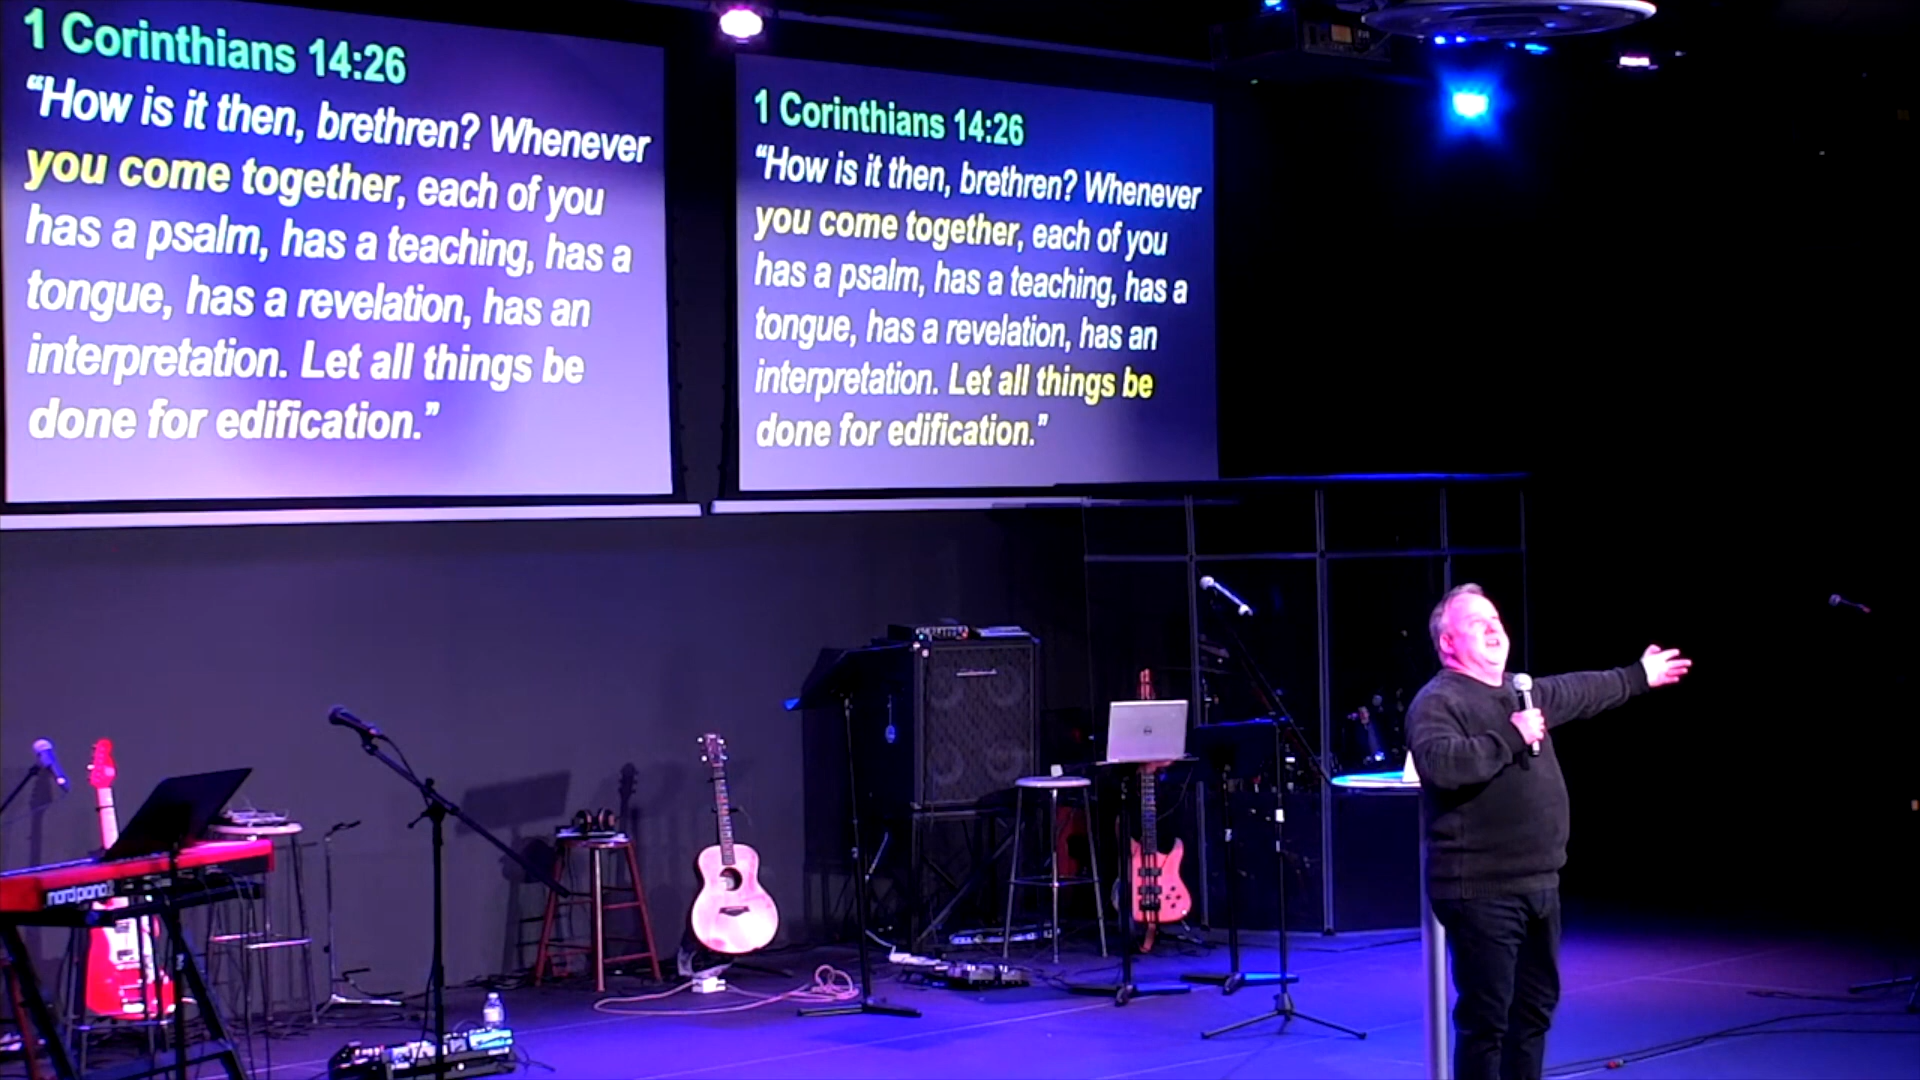 1 Corinthians 14:26
“How is it then, brethren? Whenever
you come together, each of you
has a psalm, has a teaching, has a
tongue, has a revelation, has an
interpretation. Let all things be
done for edification.”
1 Corinthians 14:26
“How is it then, brethren? Whenever
you come together, each of you
has a psalm, has a teaching, has a
tongue, has a revelation, has an
interpretation. Let all things be
done for edification.”
nord piano